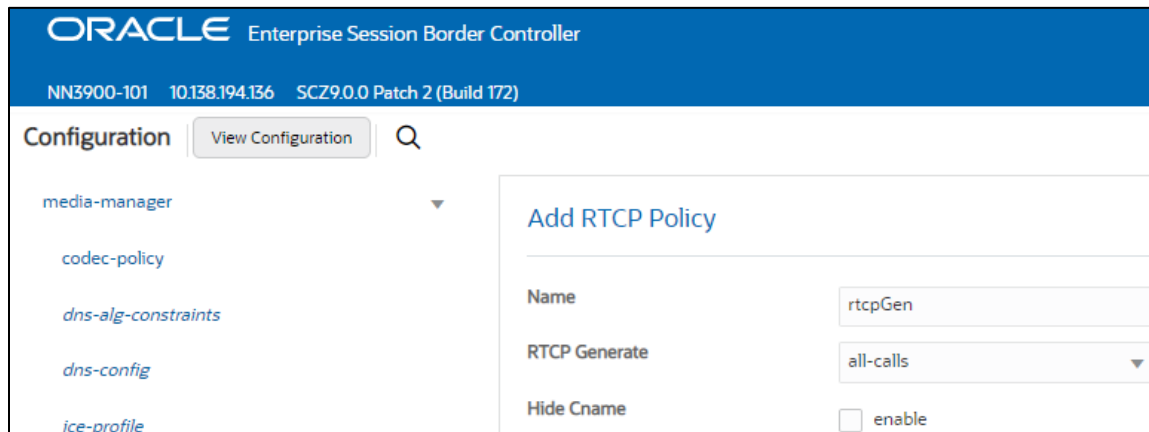 ORACLE Enterprise Session Border Controller
NN3900-101 10.138.194.136 SCZ9.0.0 Patch 2 (Build 172)
Configuration View Configuration
media-manager
codec-policy
dns-alg-constraints
dns-config
ice-profile
Add RTCP Policy
Name rtcpGen
RTCP Generate all-calls
Hide Cname enable